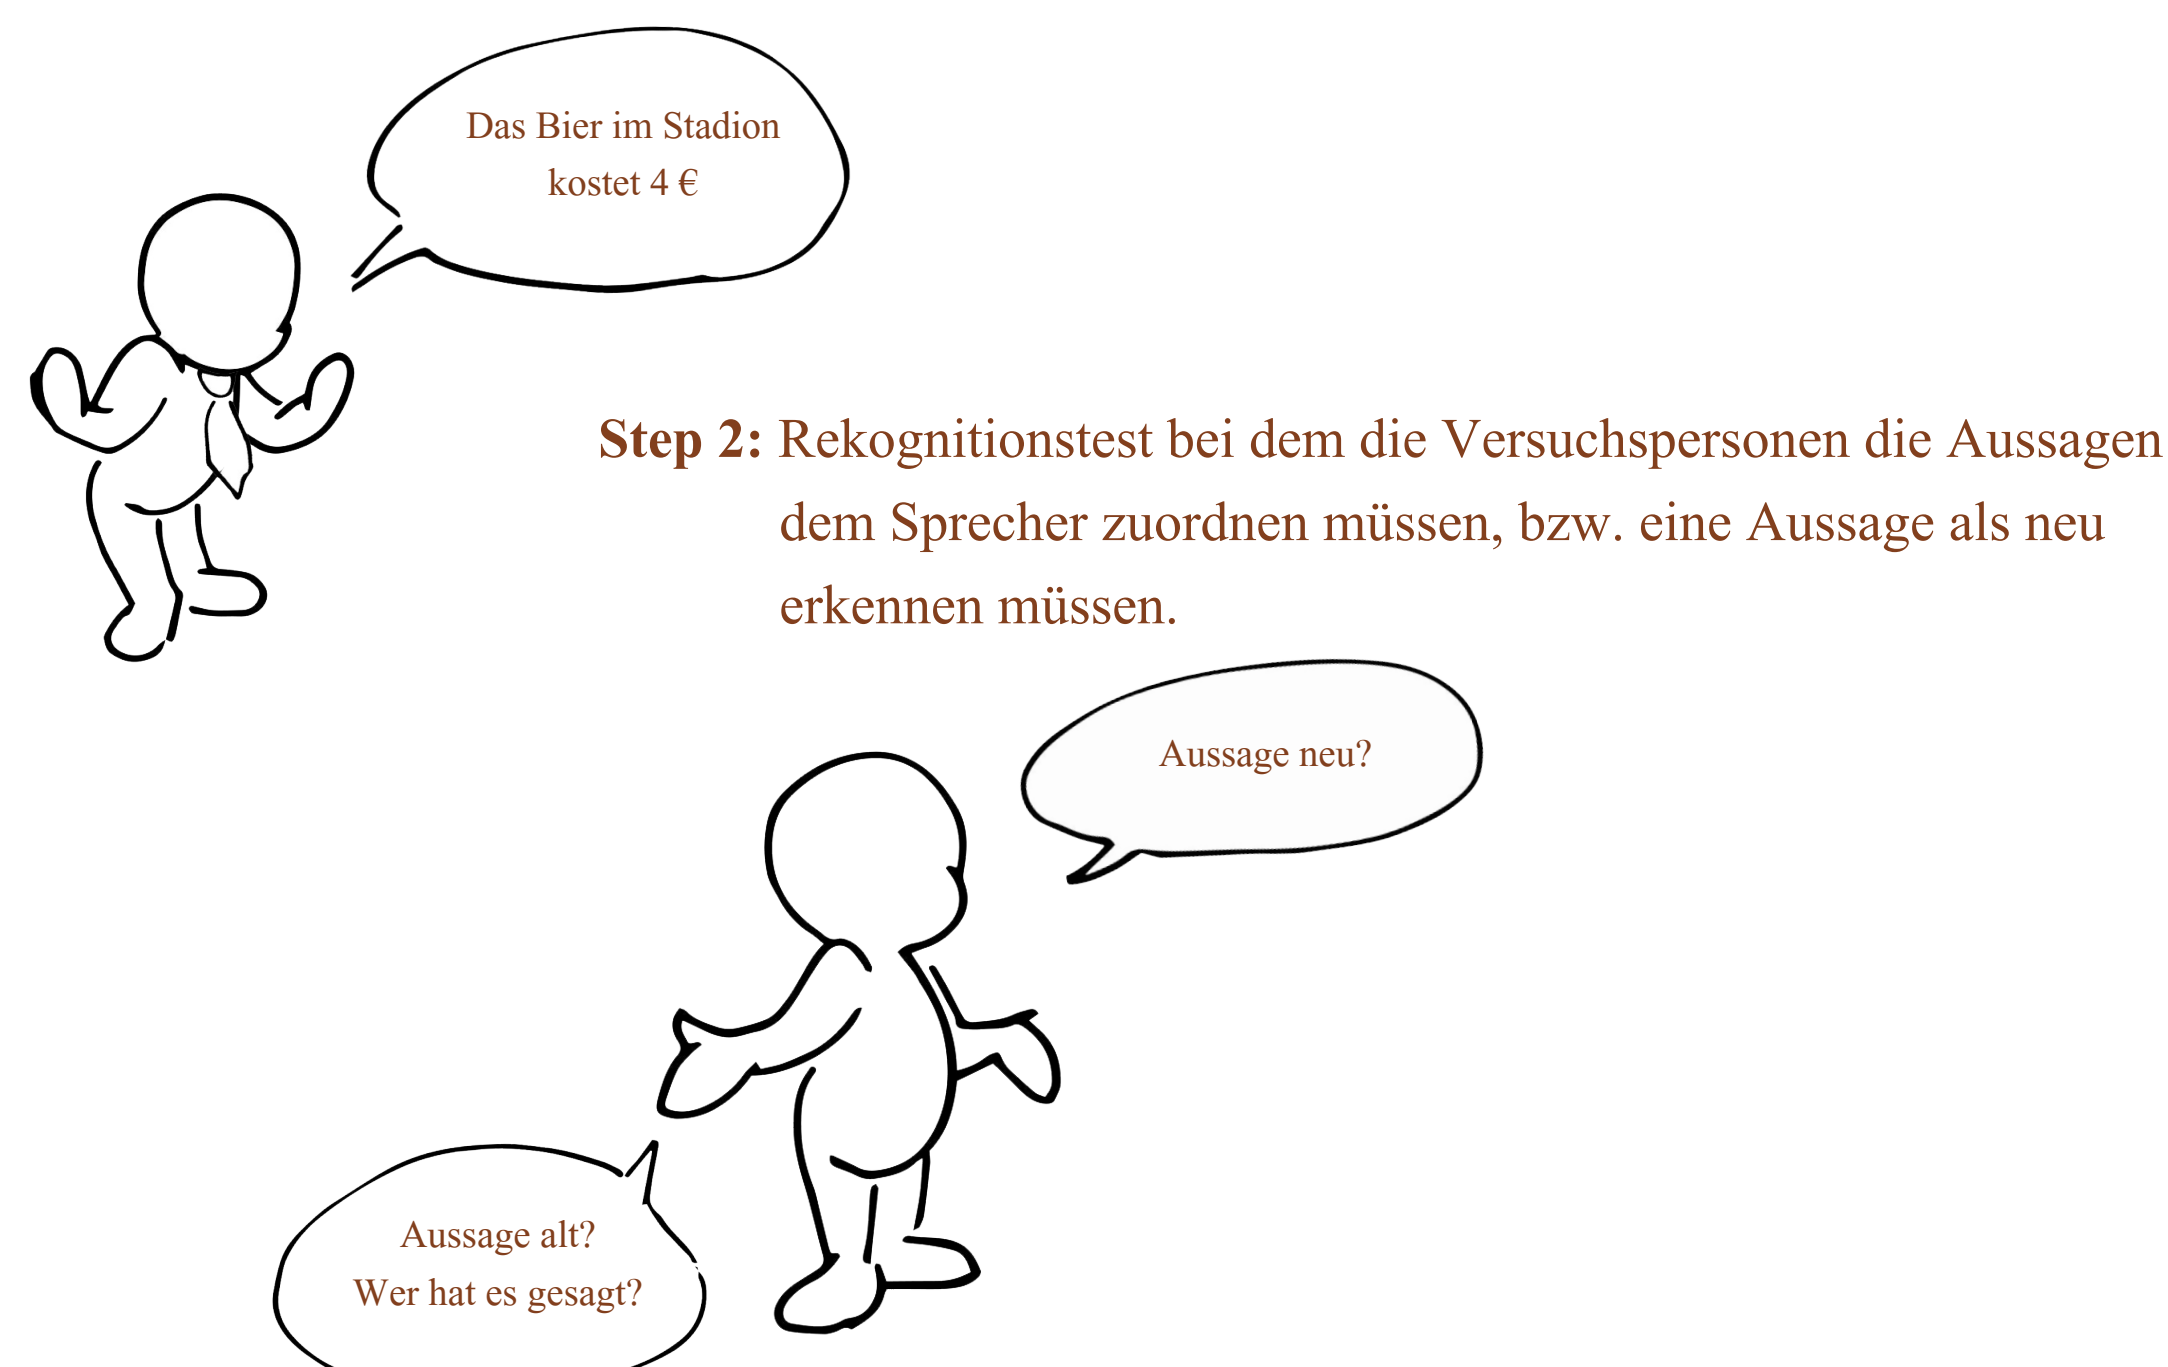 Das Bier im Stadion
kostet 4 €
Step 2: Rekognitionstest bei dem die Versuchspersonen die Aussagen
dem Sprecher zuordnen müssen, bzw. eine Aussage als neu
erkennen müssen.
Aussage neu?
Aussage alt?
Wer hat es gesagt?